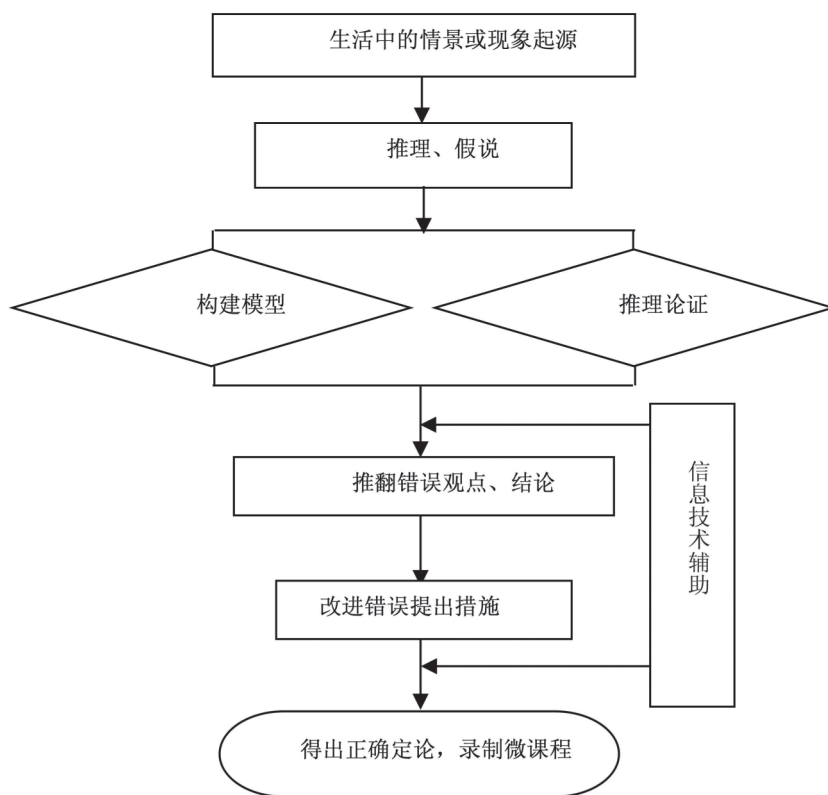 生活中的情景或现象起源
推理、假说
构建模型
推理论证
推翻错误观点、结论
信息技术辅助
改进错误提出措施
得出正确定论，录制微课程